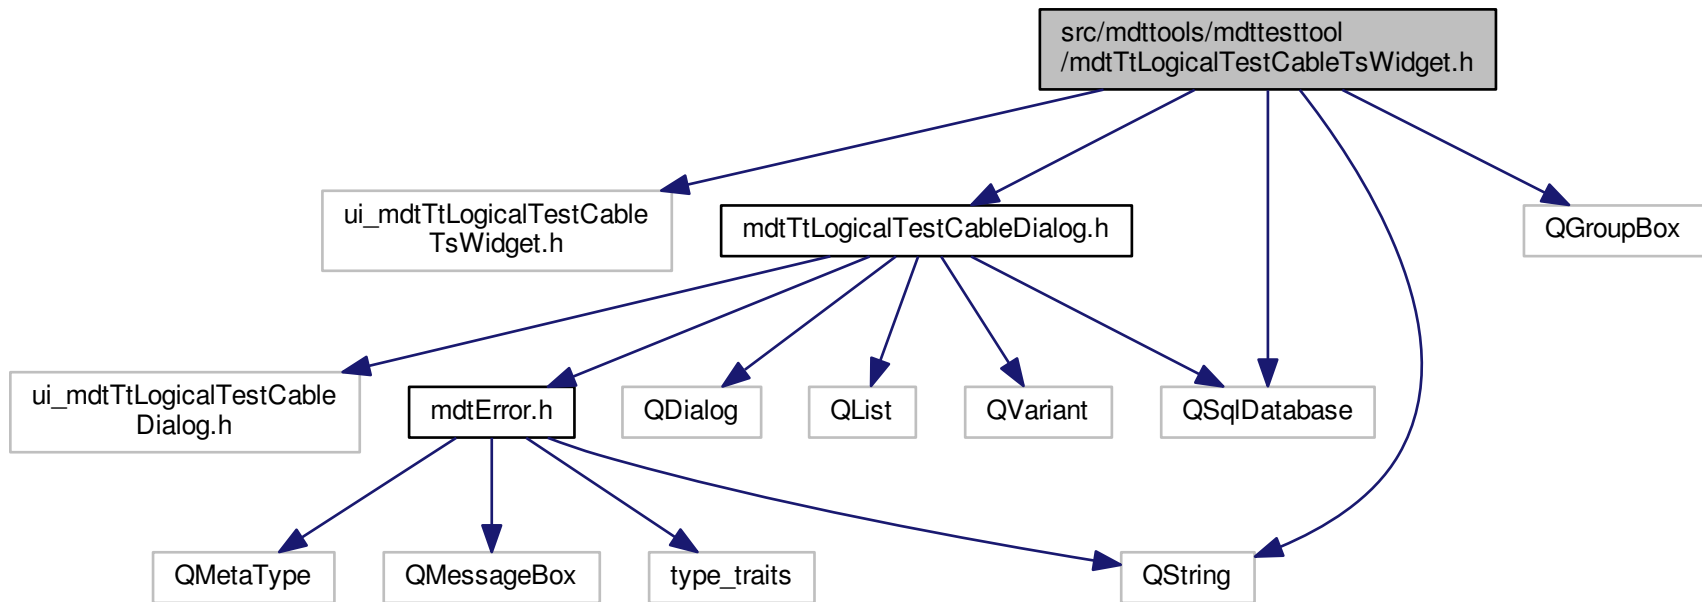 src/mdttools/mdttesttool
/mdtTtLogicalTestCableTsWidget.h
ui_mdtTtLogicalTestCable
TsWidget.h
mdtTtLogicalTestCableDialog.h
QGroupBox
ui_mdtTtLogicalTestCable
Dialog.h
mdtError.h
QDialog
QList
QVariant
QSqlDatabase
QMetaType
QMessageBox
type_traits
QString